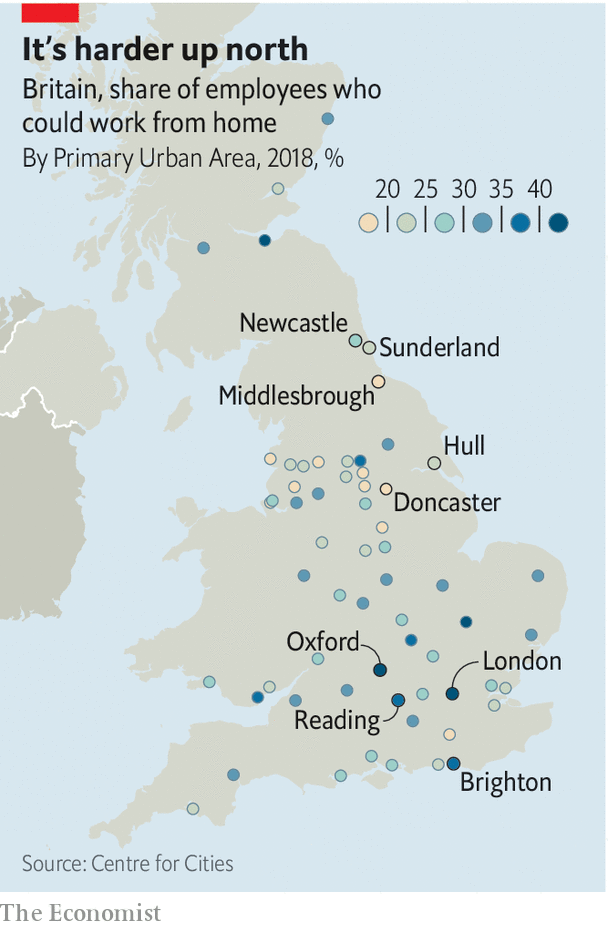 It’s harder up north
Britain, share of employees who
could work from home
By Primary Urban Area, 2018, %
20 25 30 35 40
Newcastle
Sunderland
Middlesbrough
Hull
Doncaster
Oxford
London
Reading
Brighton
Source: Centre for Cities
The Economist